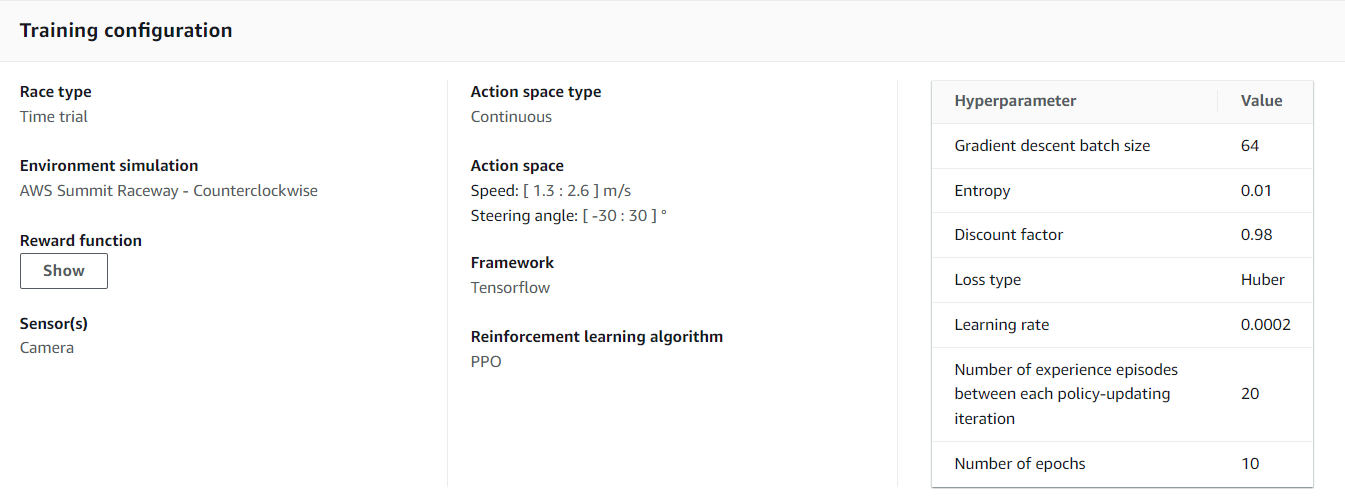 Training configuration
Race type
Time trial
Environment simulation
AWS Summit Raceway - Counterclockwise
Reward function
Show
Sensor(s)
Camera
Action space type
Continuous
Action space
Speed: [ 1.3 : 2.6 ] m/s
Steering angle: [ -30 : 30 ] °
Framework
Tensorflow
Reinforcement learning algorithm
PPO
Hyperparameter Value
Gradient descent batch size 64
Entropy 0.01
Discount factor 0.98
Loss type Huber
Learning rate 0.0002
Number of experience episodes
between each policy-updating 20
iteration
Number of epochs 10